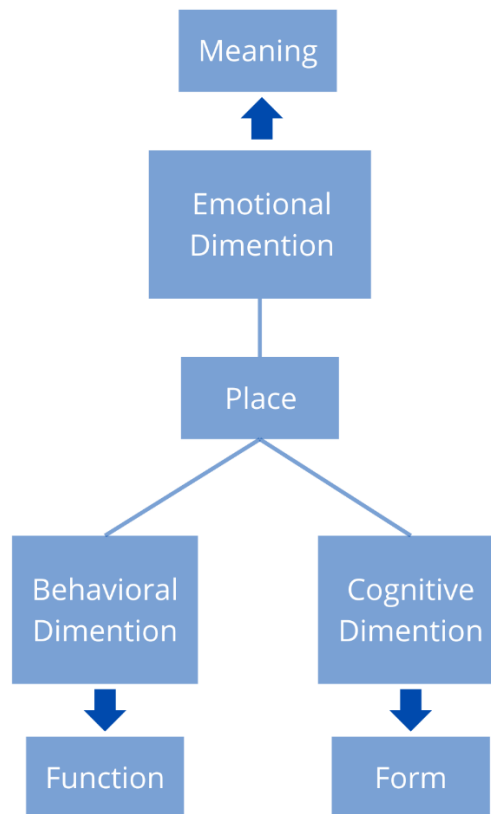 Meaning
Emotional
Dimention
Place
Behavioral
Dimention
Cognitive
Dimention
Function
Form